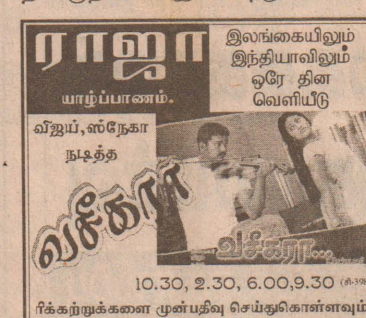 ராஜா
யாழ்ப்பாணம்.
இலங்கையிலும்
இந்தியாவிலும்
ஒரே தின
வெளியீடு
விஜய்,ஸ்நேகா
நடித்த
வசீகரா
வசீகரா...
10.30, 2.30, 6.00,9.30
ரிக்கற்றுக்களை முன்பதிவு செய்துகொள்ளவும்